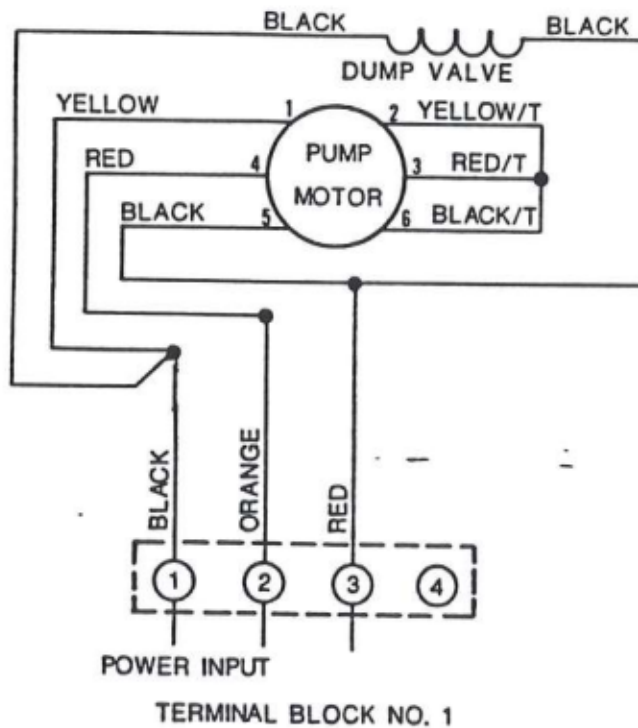 BLACK BLACK
DUMP VALVE
YELLOW 1 2 YELLOW/T
PUMP
RED 4 3 RED/T
MOTOR
BLACK 5 6 BLACK/T
BLACK ORANGE RED
1 2 3 4
POWER INPUT
TERMINAL BLOCK NO. 1